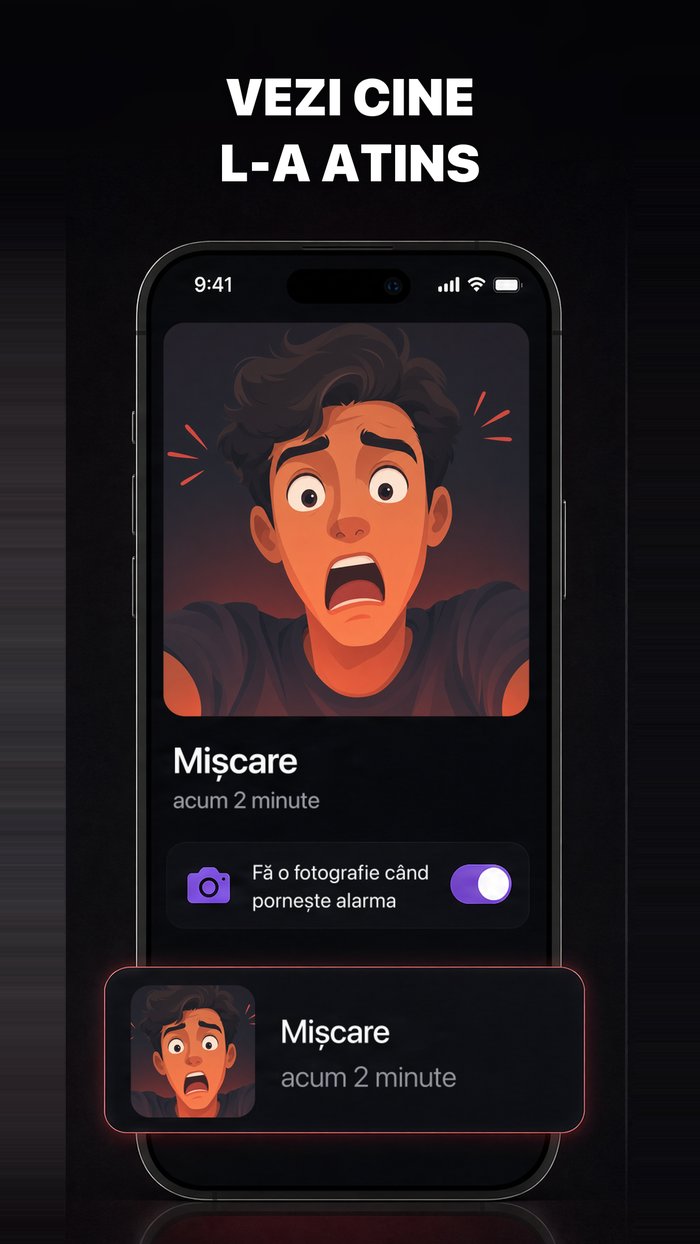 VEZI CINE
L-A ATINS
9:41
Mișcare
acum 2 minute
Fă o fotografie când
pornește alarma
Mișcare
acum 2 minute